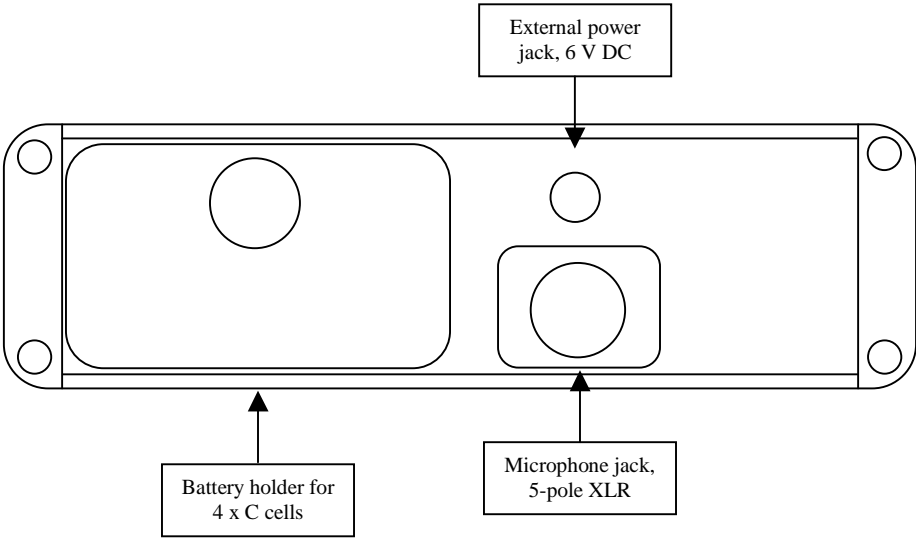 External power
jack, 6 V DC
Battery holder for
4 x C cells
Microphone jack,
5-pole XLR